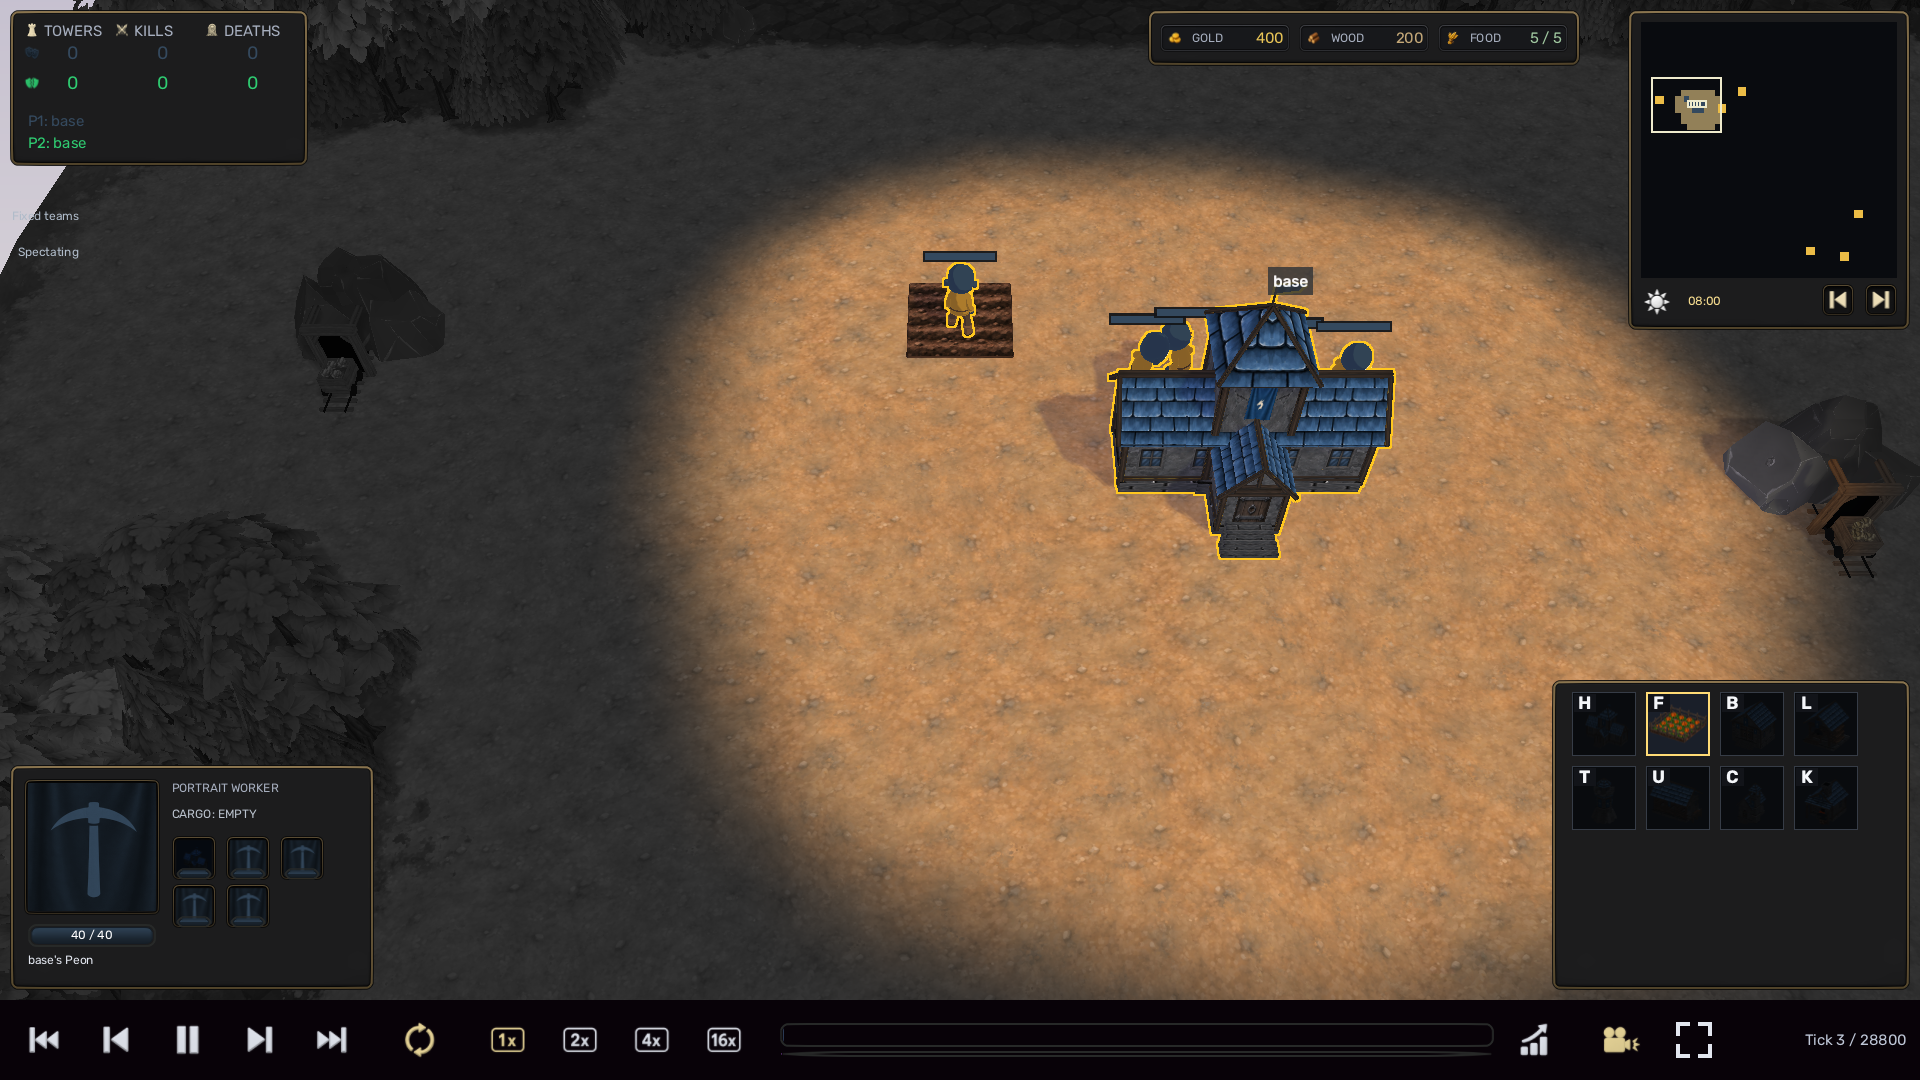 TOWERS KILLS DEATHS
0 0 0
0 0 0
P1: base
P2: base
Fixed teams
Spectating
GOLD 400 WOOD 200 FOOD 5 / 5
08:00
base
H F B L
T U C K
PORTRAIT WORKER
CARGO: EMPTY
40 / 40
base's Peon
1x 2x 4x 16x
Tick 3 / 28800